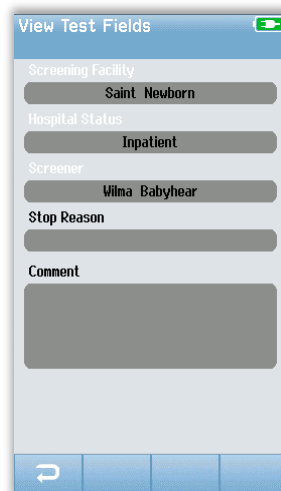 View Test Fields
Screening Facility
Saint Newborn
Hospital Status
Inpatient
Screener
Wilma Babyhear
Stop Reason
Comment